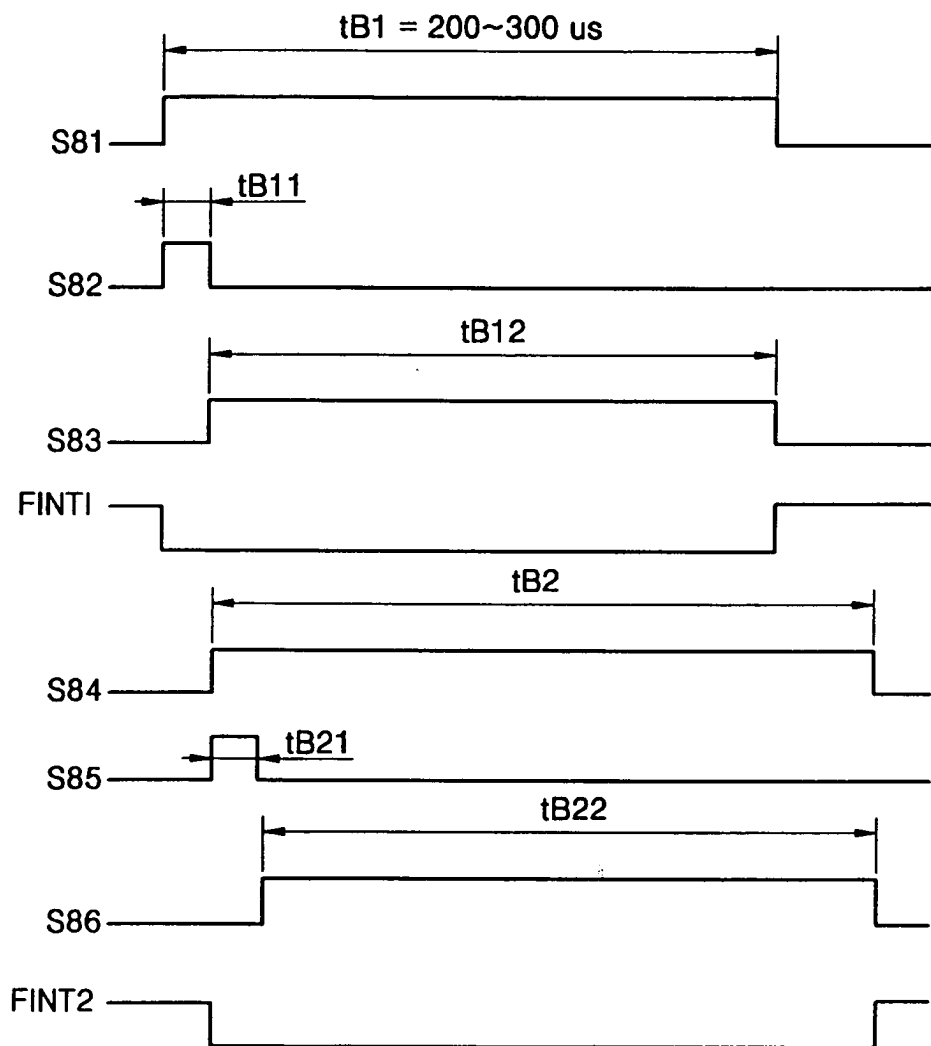 tB1 = 200~300 us
S81
tB11
S82
tB12
S83
FINTI
tB2
S84
tB21
S85
tB22
S86
FINT2